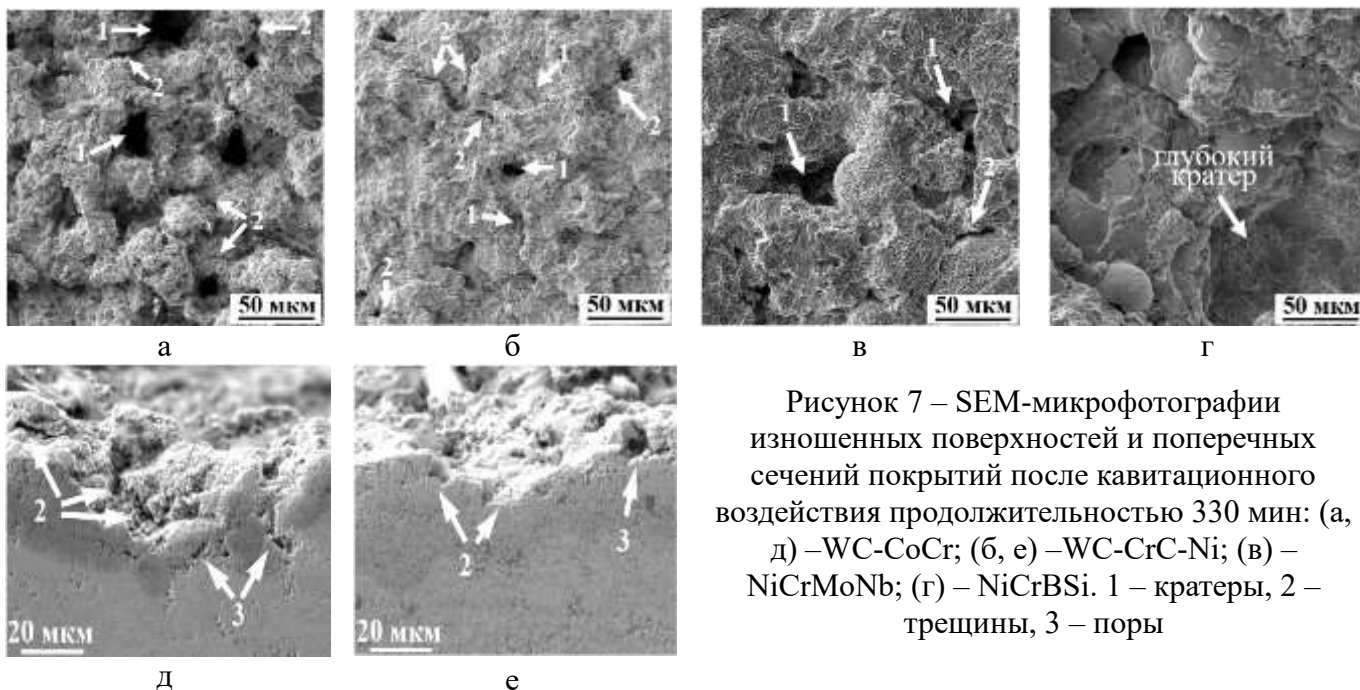 1
2
2
1
2
50 мкм
а
2
1
2
2
1
1
2
50 мкм
б
1
1
2
50 мкм
в
глубокий
кратер
50 мкм
г
2
3
20 мкм
д
2
3
20 мкм
е
Рисунок 7 – SEM-микрофотографии
изношенных поверхностей и поперечных
сечений покрытий после кавитационного
воздействия продолжительностью 330 мин: (а,
д) –WC-CoCr; (б, е) –WC-CrC-Ni; (в) –
NiCrMoNb; (г) – NiCrBSi. 1 – кратеры, 2 –
трещины, 3 – поры